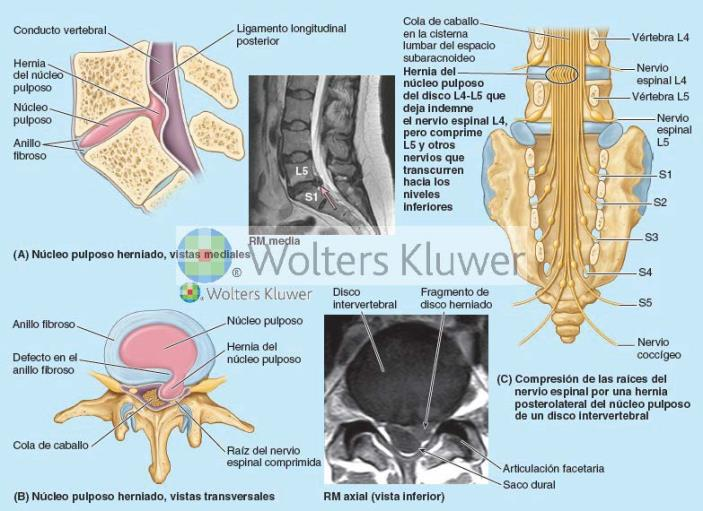 Conducto vertebral
Ligamento longitudinal
posterior
Hernia
del núcleo
pulposo
Núcleo
pulposo
Anillo
fibroso
L5
S1
RM media
(A) Núcleo pulposo herniado, vistas mediales
Cola de caballo
en la cisterna
lumbar del espacio
subaracnoideo
Hernia del
núcleo pulposo
del disco L4-L5 que
deja indemne
el nervio espinal L4,
pero comprime
L5 y otros
nervios que
transcurren
hacia los
niveles
inferiores
Vértebra L4
Nervio
espinal L4
Vértebra L5
Nervio
espinal
L5
S1
S2
S3
S4
S5
Nervio
coccígeo
(C) Compresión de las raíces del
nervio espinal por una hernia
posterolateral del núcleo pulposo
de un disco intervertebral
® Wolters Kluwer
Wolters Kluwer
Anillo fibroso
Defecto en el
anillo fibroso
Cola de caballo
Núcleo pulposo
Hernia del
núcleo pulposo
Raíz del nervio
espinal comprimida
(B) Núcleo pulposo herniado, vistas transversales
Disco
intervertebral
Fragmento de
disco herniado
Articulación facetaria
Saco dural
RM axial (vista inferior)